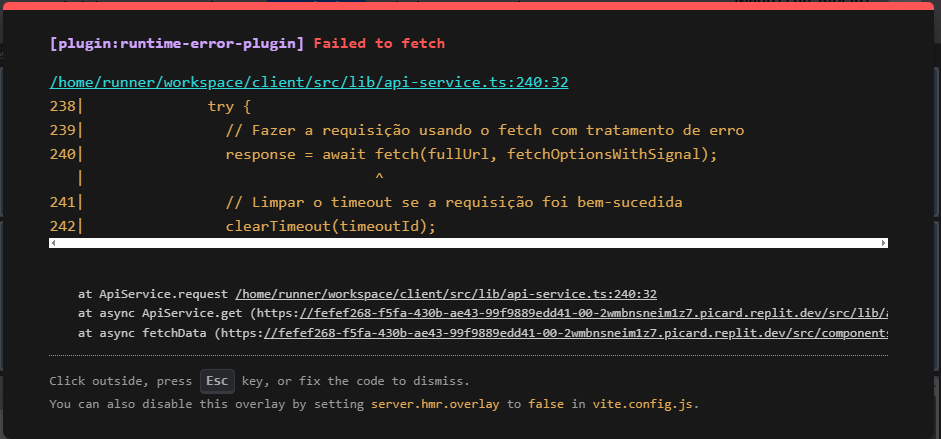 [plugin:runtime-error-plugin] Failed to fetch
/home/runner/workspace/client/src/lib/api-service.ts:240:32
238|              try {
239|                // Fazer a requisição usando o fetch com tratamento de erro
240|                response = await fetch(fullUrl, fetchOptionsWithSignal);
   |                                 ^
241|                // Limpar o timeout se a requisição foi bem-sucedida
242|                clearTimeout(timeoutId);
at ApiService.request /home/runner/workspace/client/src/lib/api-service.ts:240:32
at async ApiService.get (https://fefef268-f5fa-430b-ae43-99f9889edd41-00-2wmbnsneim1z7.picard.replit.dev/src/lib/
at async fetchData (https://fefef268-f5fa-430b-ae43-99f9889edd41-00-2wmbnsneim1z7.picard.replit.dev/src/component
Click outside, press Esc key, or fix the code to dismiss.
You can also disable this overlay by setting server.hmr.overlay to false in vite.config.js.